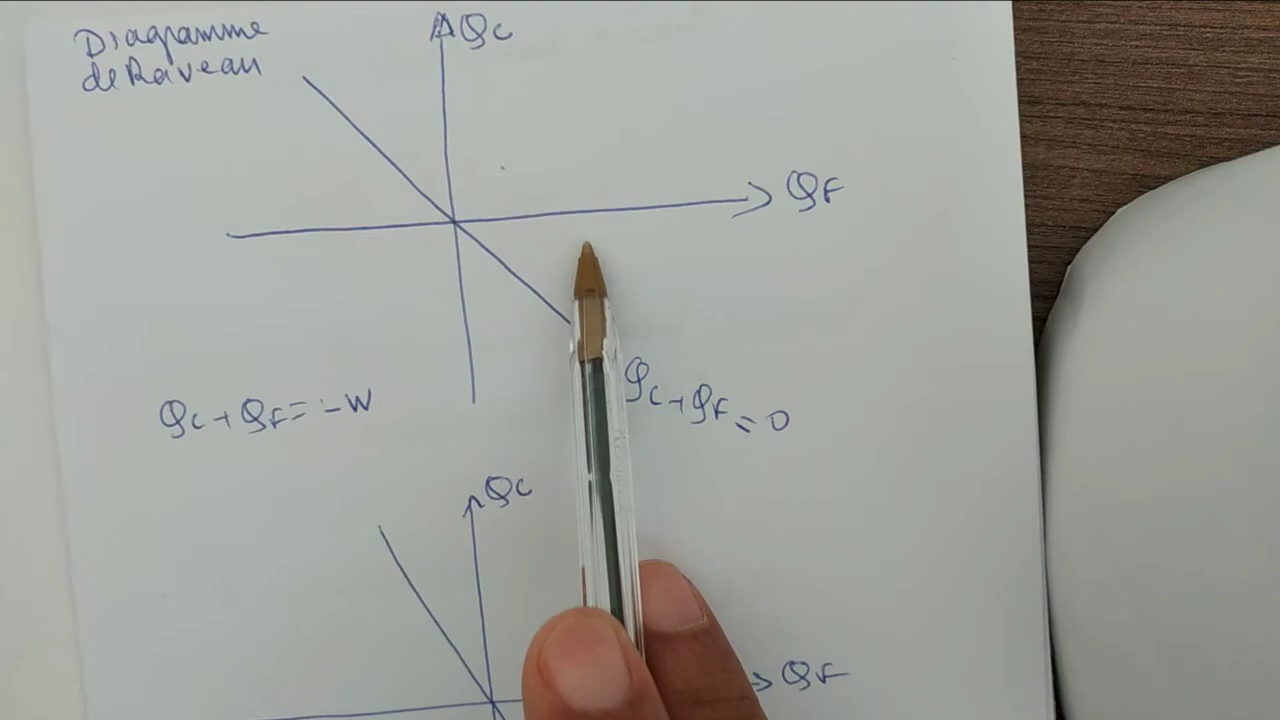 Diagramme
de Raveau
Qc
QF
Qc + QF = -W
Qc + QF = 0
Qc
QF